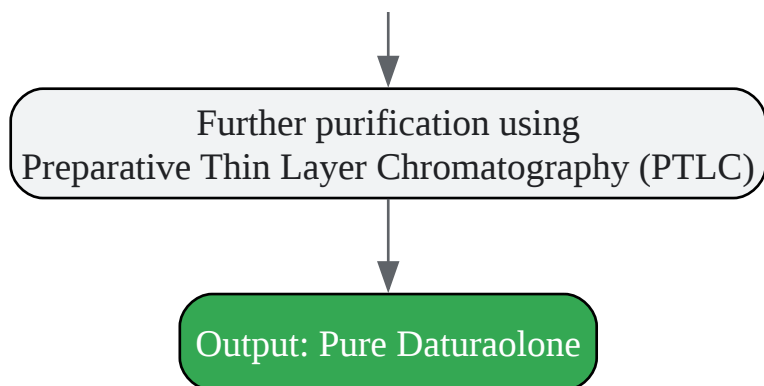 Further purification using
Preparative Thin Layer Chromatography (PTLC)
Output: Pure Daturaolone